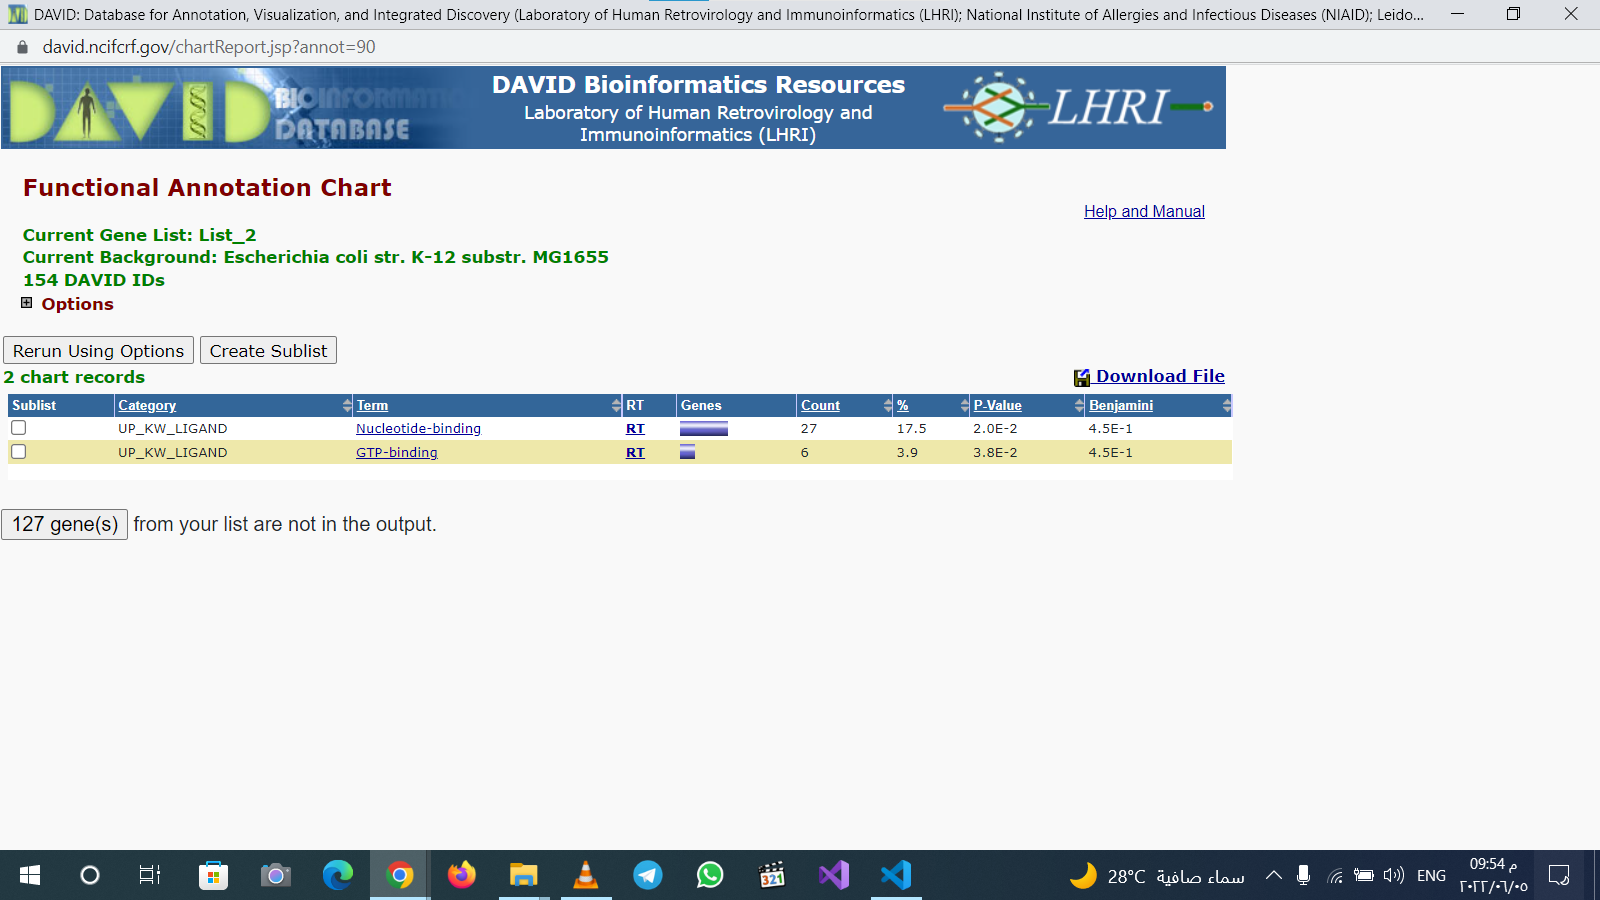 DAVID: Database for Annotation, Visualization, and Integrated Discovery (Laboratory of Human Retrovirology and Immunoinformatics (LHRI); National Institute of Allergies and Infectious Diseases (NIAID); Leido...
david.ncifcrf.gov/chartReport.jsp?annot=90
DAVID BIOINFORMATICS DATABASE
DAVID Bioinformatics Resources
Laboratory of Human Retrovirology and
Immunoinformatics (LHRI)
LHRI
Functional Annotation Chart
Help and Manual
Current Gene List: List_2
Current Background: Escherichia coli str. K-12 substr. MG1655
154 DAVID IDs
Options
Rerun Using Options Create Sublist
2 chart records
Download File
Sublist Category Term RT Genes Count % P-Value Benjamini
UP_KW_LIGAND Nucleotide-binding RT 27 17.5 2.0E-2 4.5E-1
UP_KW_LIGAND GTP-binding RT 6 3.9 3.8E-2 4.5E-1
127 gene(s) from your list are not in the output.
321
28°C سماء صافية ENG
09:54 م
٢٠٢٢/٠٦/٠٥